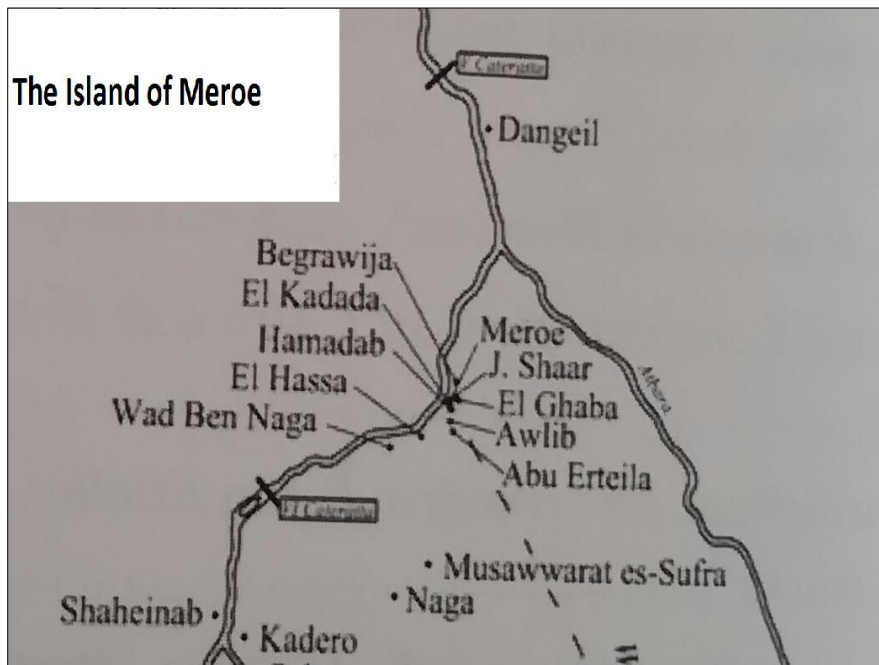 The Island of Meroe
Dangeil
Begrawija
El Kadada
Hamadab
El Hassa
Wad Ben Naga
Meroe
J. Shaar
El Ghaba
Awlib
Abu Erteila
Atbara
Musawwarat es-Sufra
Naga
Shaheinab
Kadero